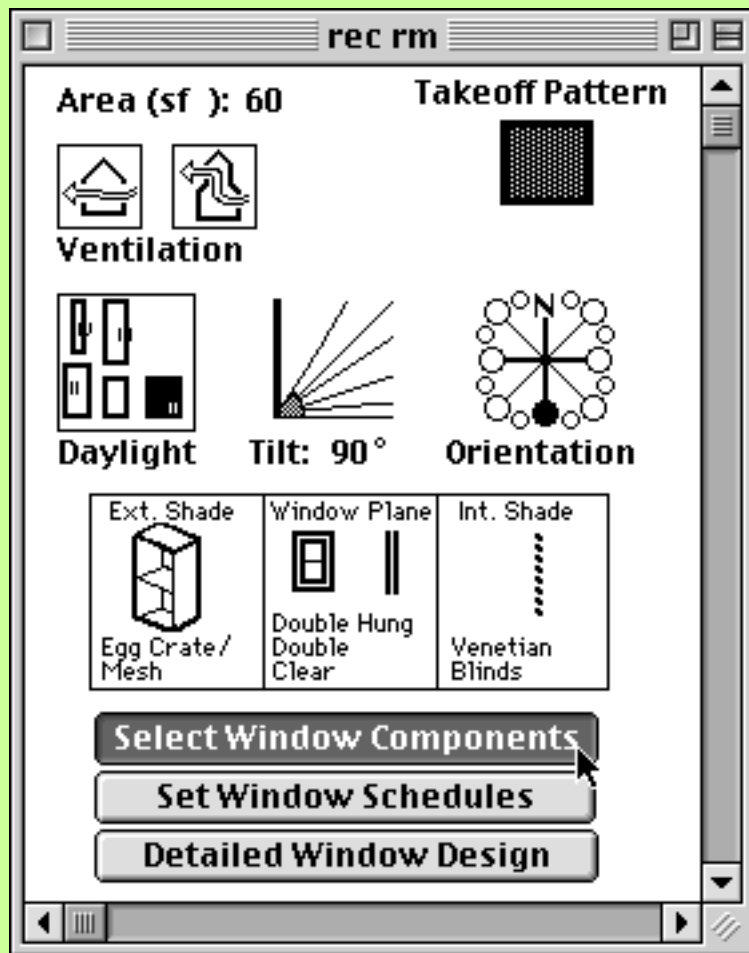 rec rm
Area (sf ): 60
Takeoff Pattern
Ventilation
N
Daylight
Tilt: 90°
Orientation
Ext. Shade
Egg Crate/
Mesh
Window Plane
Double Hung
Double
Clear
Int. Shade
Venetian
Blinds
Select Window Components
Set Window Schedules
Detailed Window Design